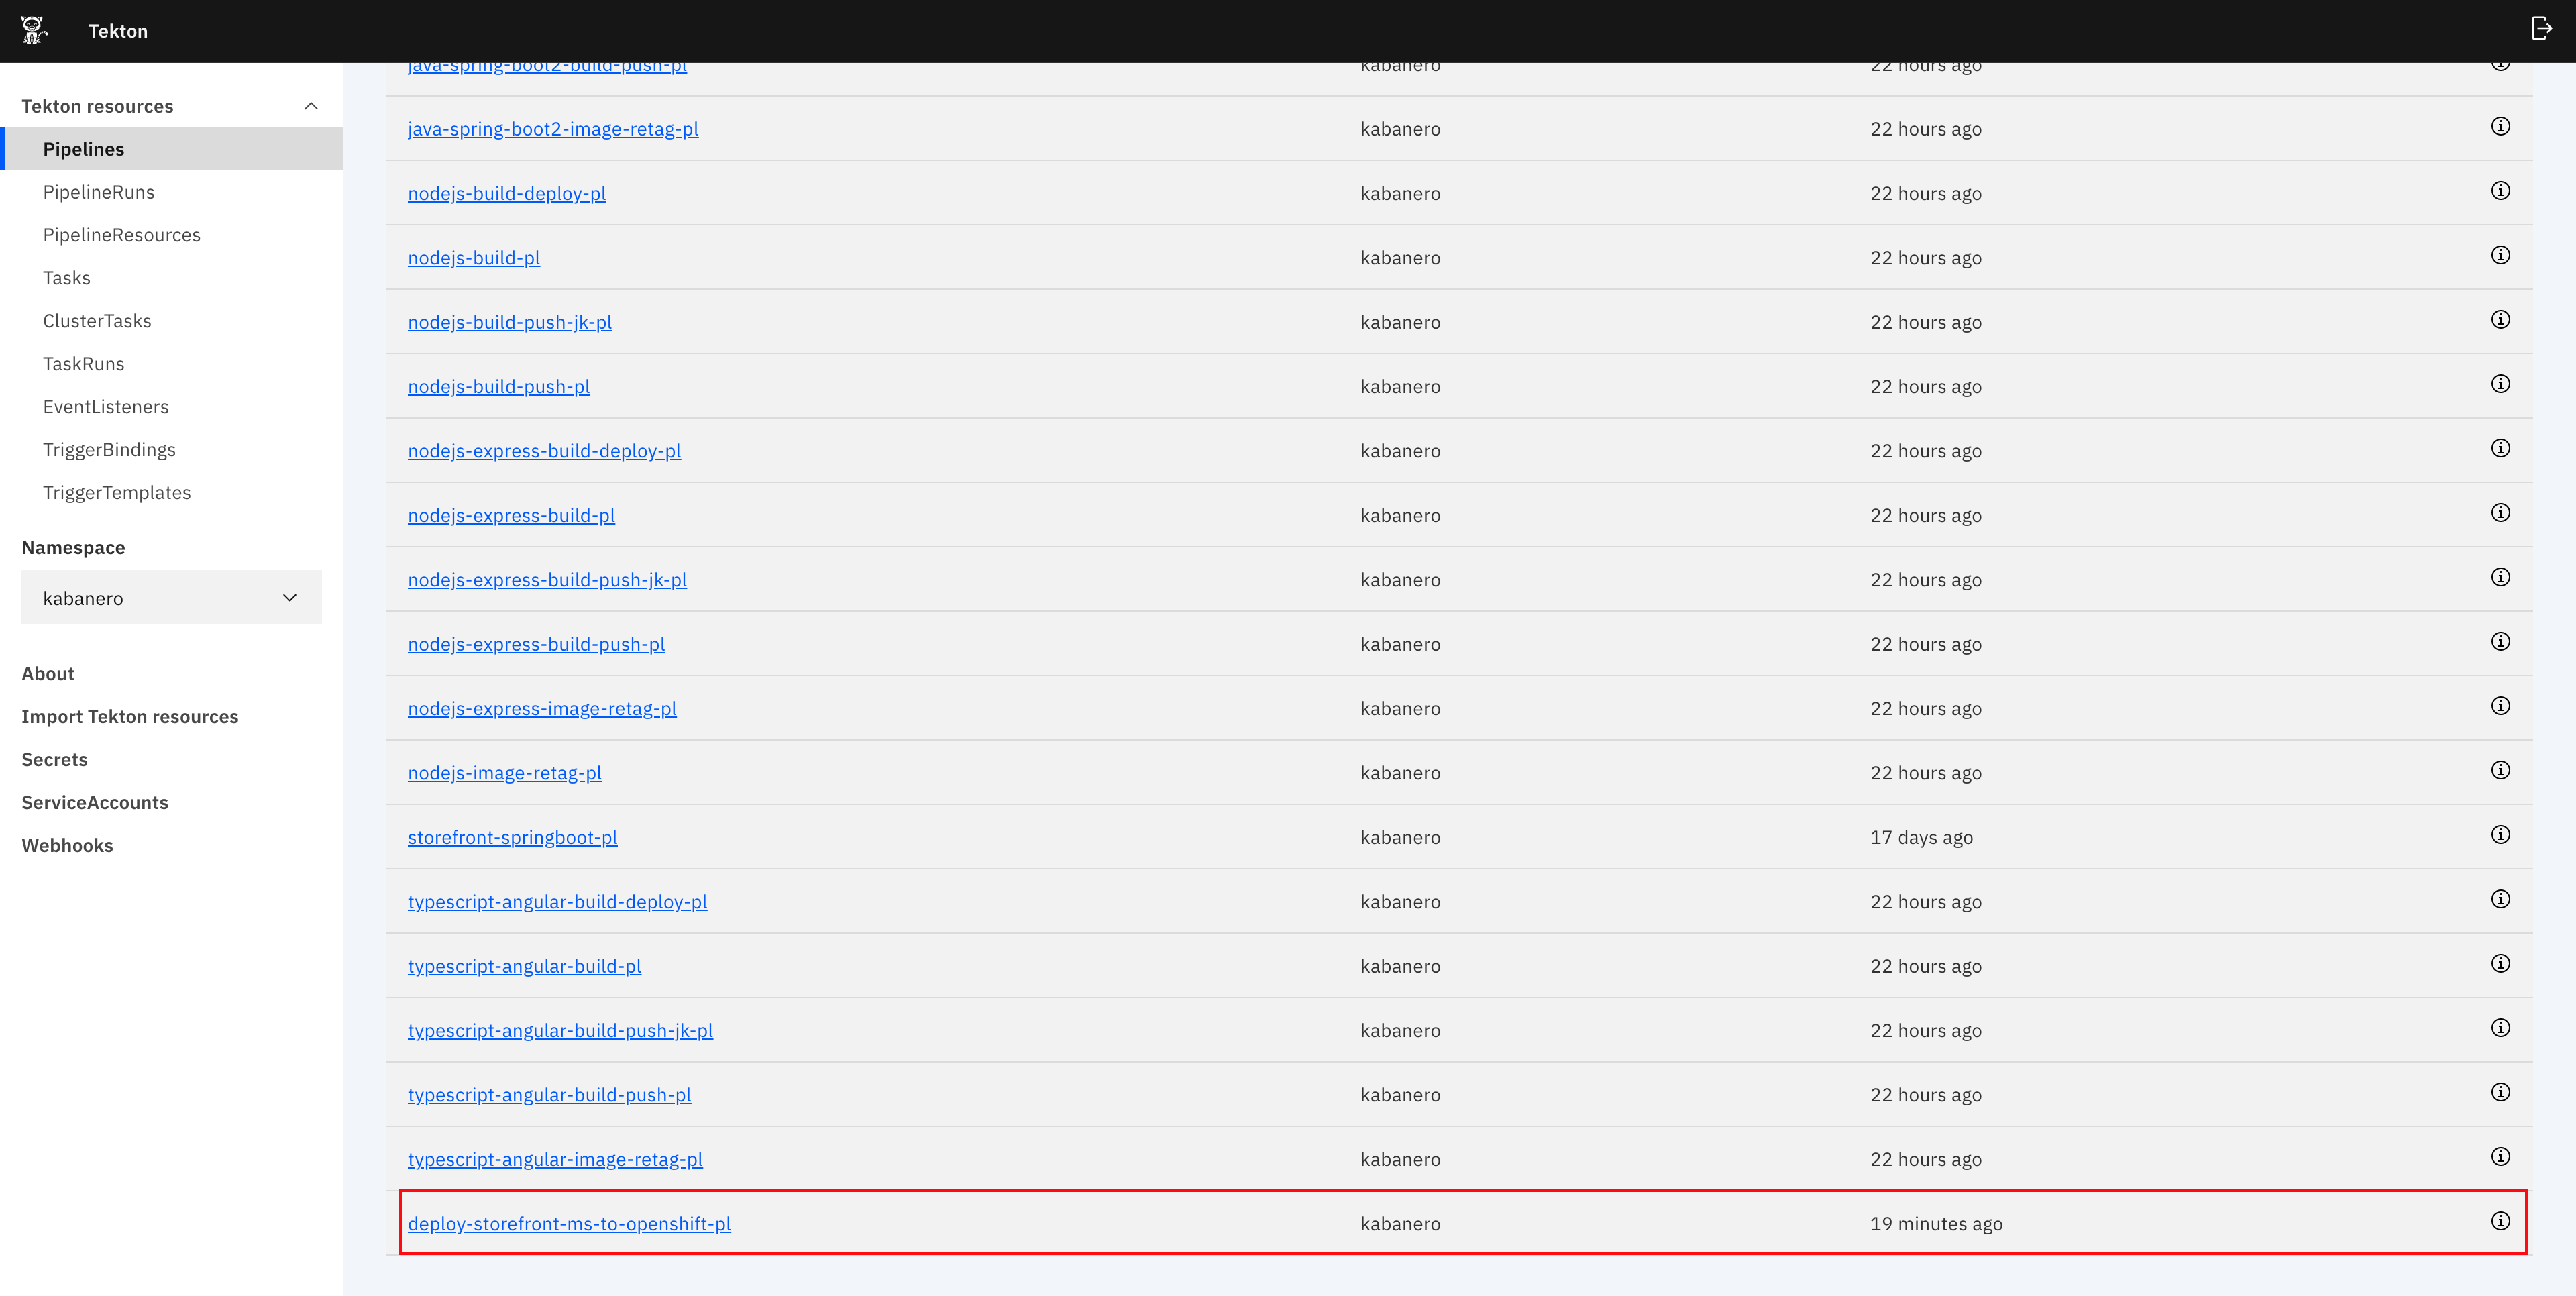 Tekton
Tekton resources
Pipelines
PipelineRuns
PipelineResources
Tasks
ClusterTasks
TaskRuns
EventListeners
TriggerBindings
TriggerTemplates
Namespace
kabanero
About
Import Tekton resources
Secrets
ServiceAccounts
Webhooks
java-spring-boot2-build-push-pl kabanero 22 hours ago
java-spring-boot2-image-retag-pl kabanero 22 hours ago
nodejs-build-deploy-pl kabanero 22 hours ago
nodejs-build-pl kabanero 22 hours ago
nodejs-build-push-jk-pl kabanero 22 hours ago
nodejs-build-push-pl kabanero 22 hours ago
nodejs-express-build-deploy-pl kabanero 22 hours ago
nodejs-express-build-pl kabanero 22 hours ago
nodejs-express-build-push-jk-pl kabanero 22 hours ago
nodejs-express-build-push-pl kabanero 22 hours ago
nodejs-express-image-retag-pl kabanero 22 hours ago
nodejs-image-retag-pl kabanero 22 hours ago
storefront-springboot-pl kabanero 17 days ago
typescript-angular-build-deploy-pl kabanero 22 hours ago
typescript-angular-build-pl kabanero 22 hours ago
typescript-angular-build-push-jk-pl kabanero 22 hours ago
typescript-angular-build-push-pl kabanero 22 hours ago
typescript-angular-image-retag-pl kabanero 22 hours ago
deploy-storefront-ms-to-openshift-pl kabanero 19 minutes ago